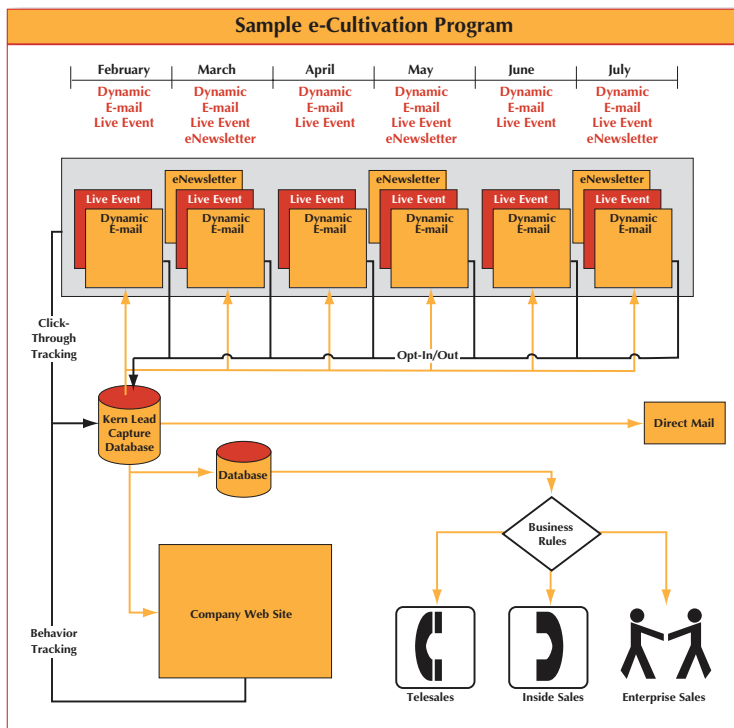 Sample e-Cultivation Program
February March April May June July
Dynamic Dynamic Dynamic Dynamic Dynamic Dynamic
E-mail E-mail E-mail E-mail E-mail E-mail
Live Event Live Event Live Event Live Event Live Event Live Event
eNewsletter eNewsletter eNewsletter
eNewsletter eNewsletter eNewsletter
Live Event Live Event Live Event Live Event Live Event Live Event
Dynamic Dynamic Dynamic Dynamic Dynamic Dynamic
E-mail E-mail E-mail E-mail E-mail E-mail
Click-
Through
Tracking
Opt-In/Out
Kern Lead
Capture
Database
Direct Mail
Database
Business
Rules
Company Web Site
Behavior
Tracking
Telesales Inside Sales Enterprise Sales